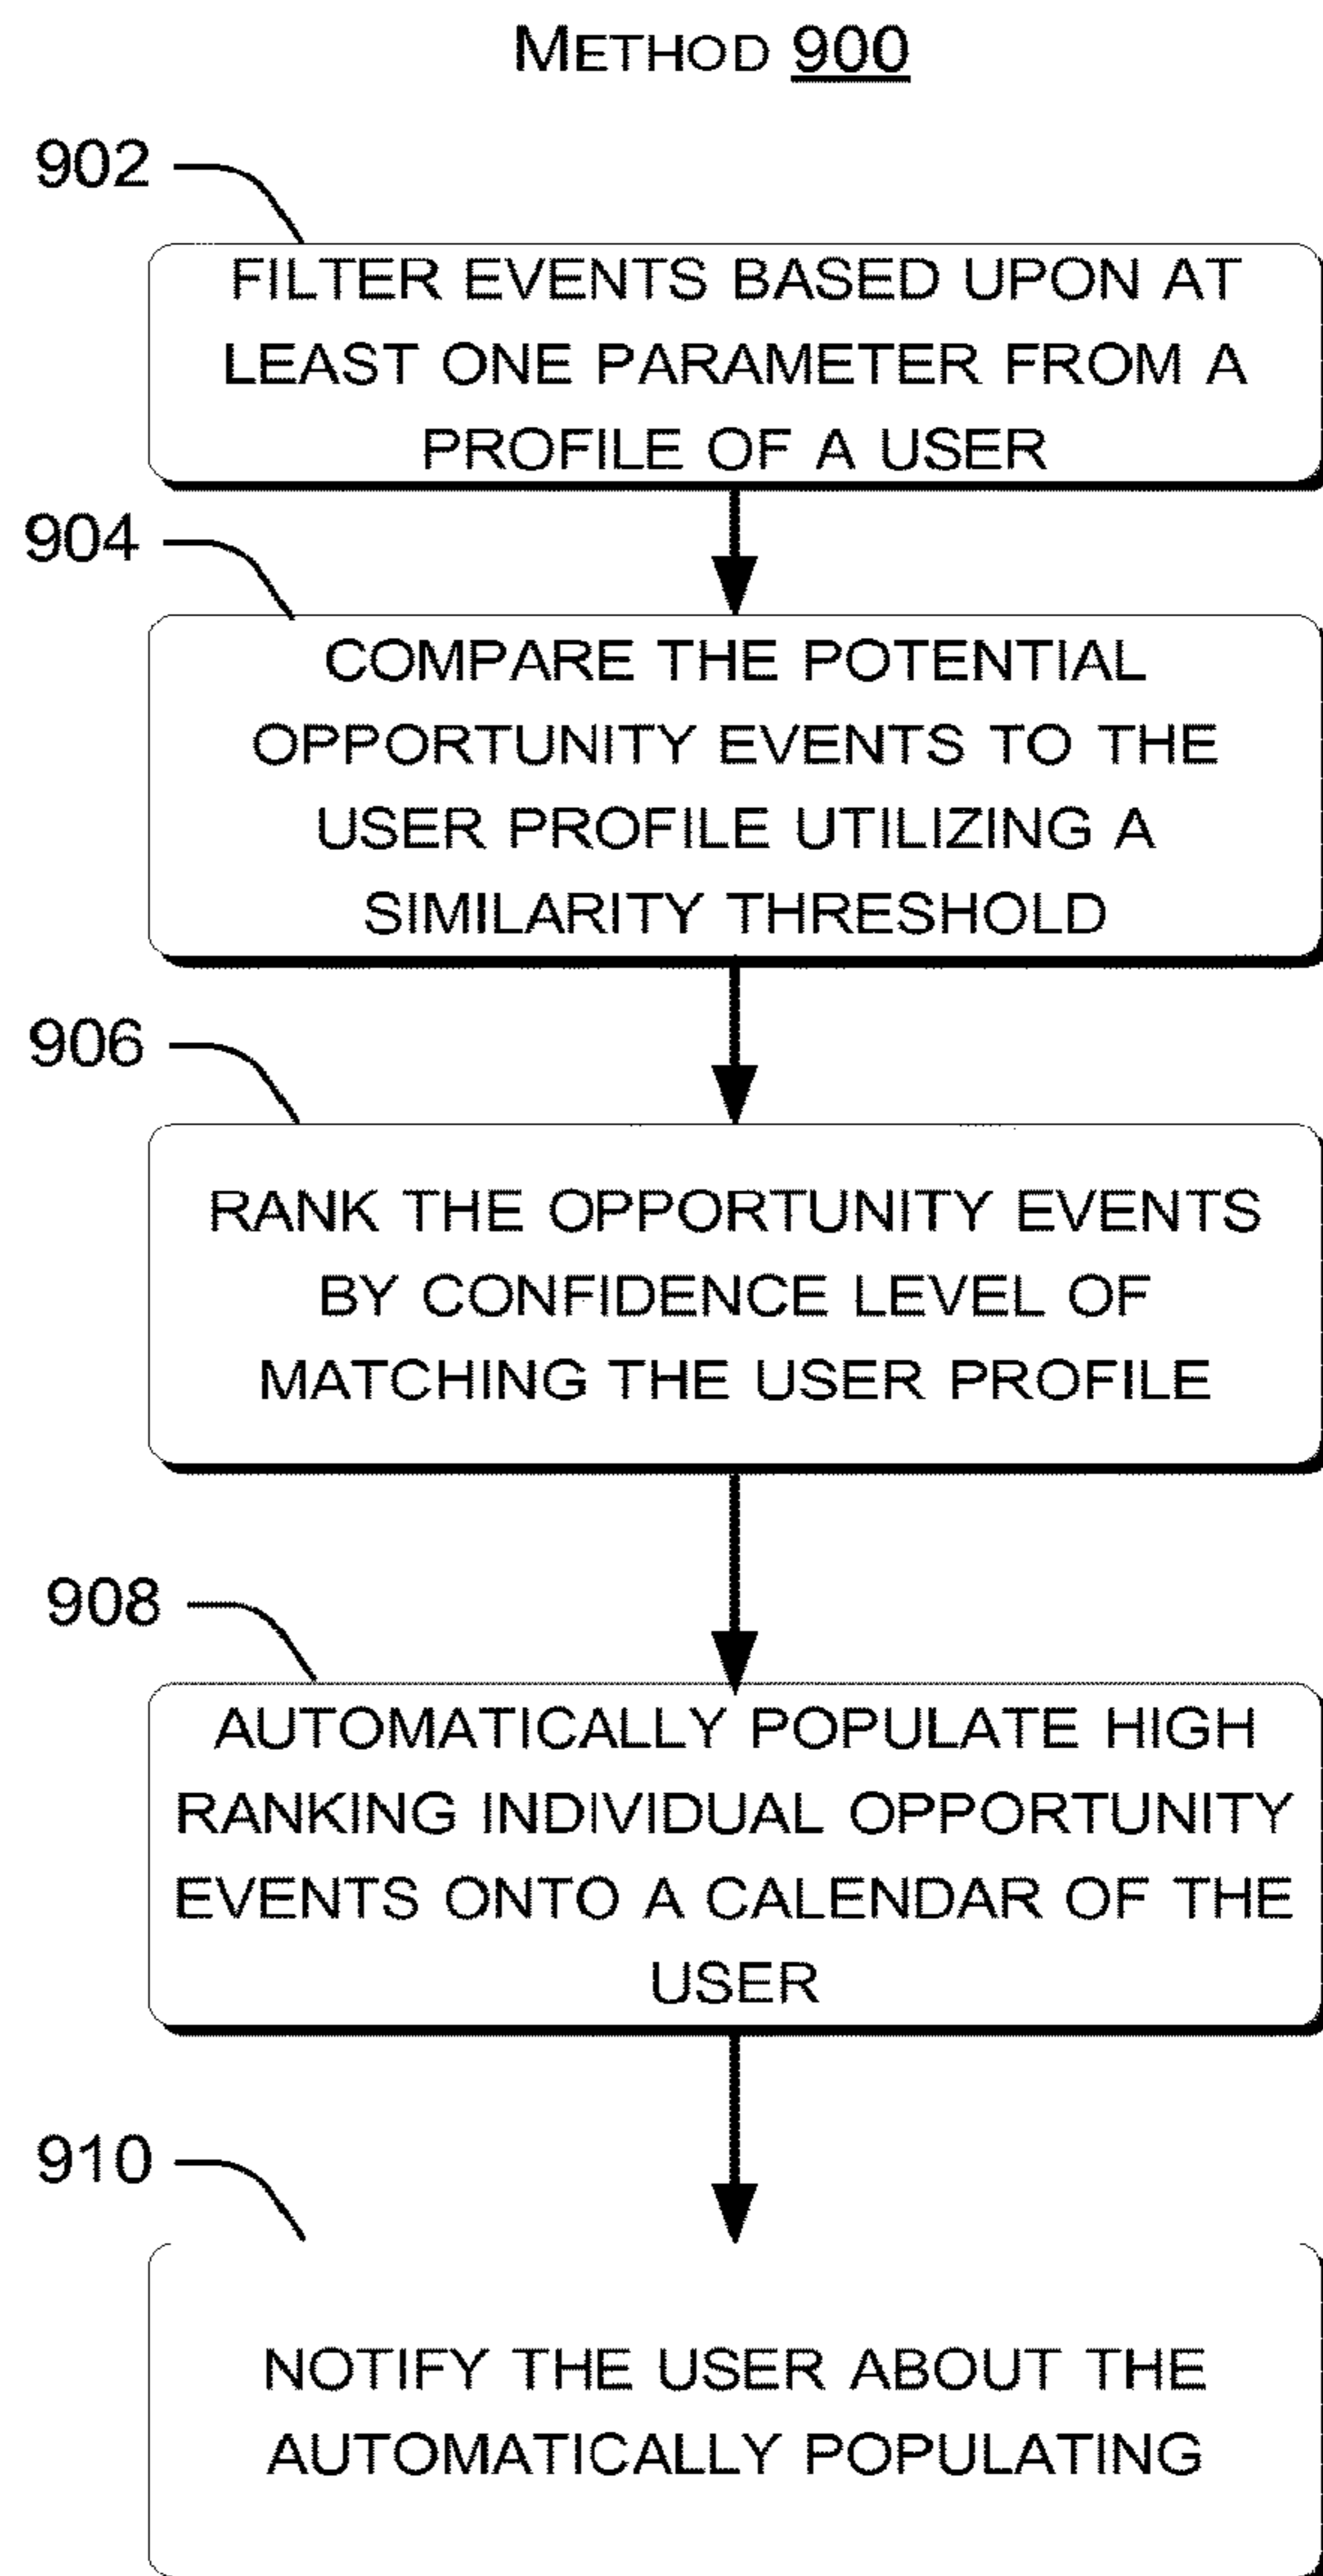 METHOD 900
902
FILTER EVENTS BASED UPON AT
LEAST ONE PARAMETER FROM A
PROFILE OF A USER
904
COMPARE THE POTENTIAL
OPPORTUNITY EVENTS TO THE
USER PROFILE UTILIZING A
SIMILARITY THRESHOLD
906
RANK THE OPPORTUNITY EVENTS
BY CONFIDENCE LEVEL OF
MATCHING THE USER PROFILE
908
AUTOMATICALLY POPULATE HIGH
RANKING INDIVIDUAL OPPORTUNITY
EVENTS ONTO A CALENDAR OF THE
USER
910
NOTIFY THE USER ABOUT THE
AUTOMATICALLY POPULATING